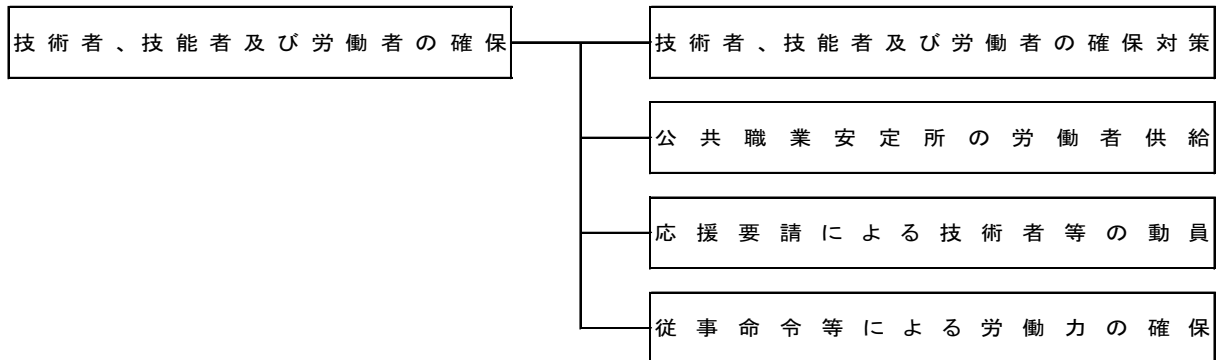 技術者、技能者及び労働者の確保
技術者、技能者及び労働者の確保対策
公共職業安定所の労働者供給
応援要請による技術者等の動員
従事命令等による労働力の確保